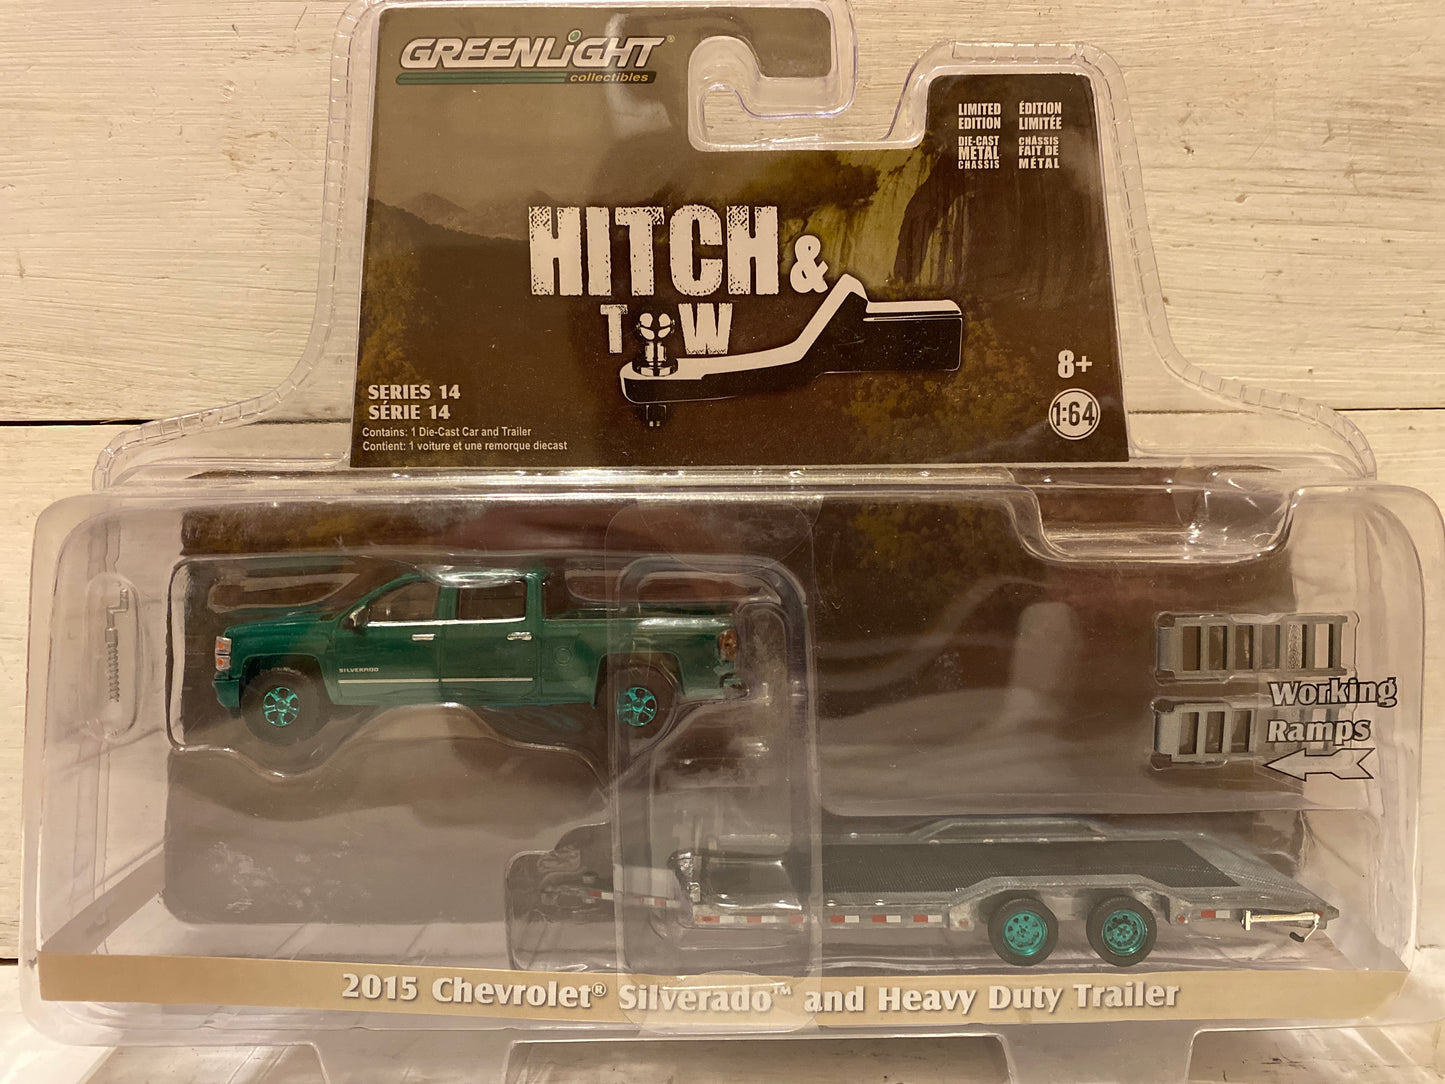 GREENLiGHT®
collectibles
LIMITED EDITION
DIE-CAST METAL CHASSIS
ÉDITION LIMITÉE
CHÂSSIS FAIT DE MÉTAL
HITCH &
TOW
SERIES 14
SÉRIE 14
Contains: 1 Die-Cast Car and Trailer
Contient: 1 voiture et une remorque diecast
8+
1:64
SILVERADO
Working
Ramps
2015 Chevrolet® Silverado™ and Heavy Duty Trailer